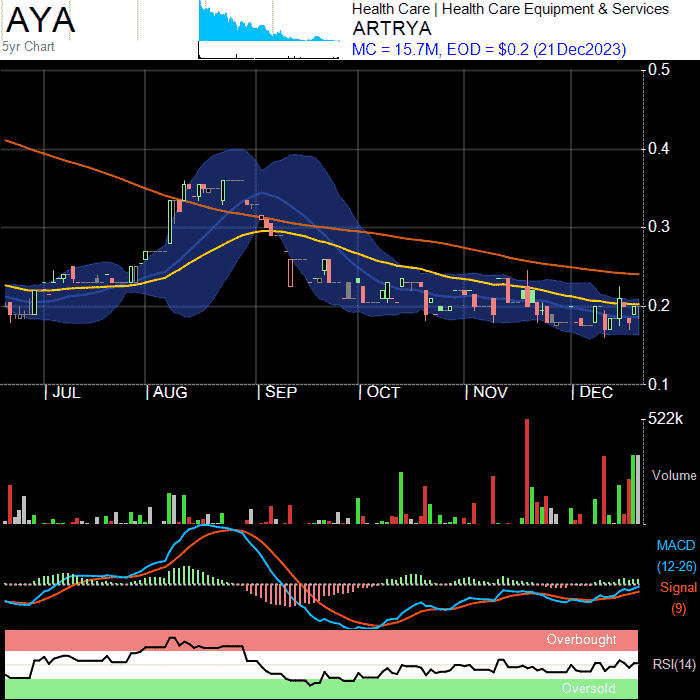 AYA
5yr Chart
Health Care | Health Care Equipment & Services
ARTRYA
MC = 15.7M, EOD = $0.2 (21Dec2023)
0.5
0.4
0.3
0.2
0.1
| JUL | AUG | SEP | OCT | NOV | DEC
522k
Volume
MACD
(12-26)
Signal
(9)
Overbought
RSI(14)
Oversold